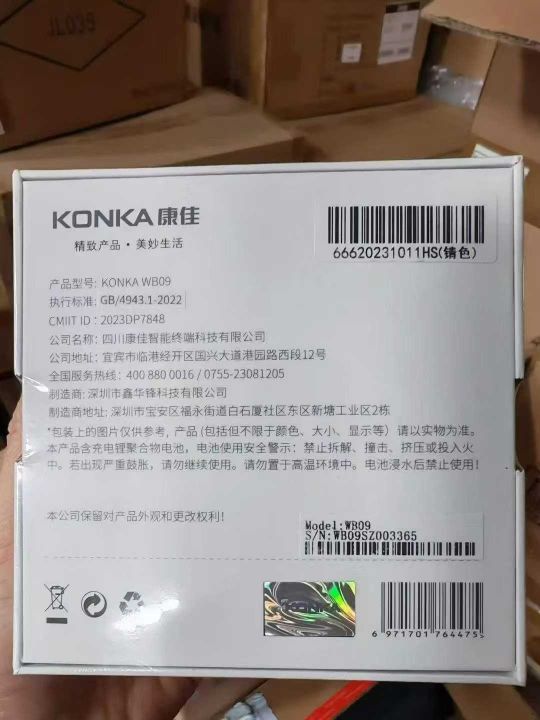 JL039
KONKA 康佳
精致产品·美妙生活
66620231011HS(锖色)
产品型号: KONKA WB09
执行标准: GB/4943.1-2022
CMIIT ID : 2023DP7848
公司名称: 四川康佳智能终端科技有限公司
公司地址: 宜宾市临港经开区国兴大道港园路西段12号
全国服务热线: 400 880 0016 / 0755-23081205
制造商: 深圳市鑫华锋科技有限公司
制造商地址: 深圳市宝安区福永街道白石厦社区东区新塘工业区2栋
*包装上的图片仅供参考, 产品 (包括但不限于颜色、大小、显示等) 请以实物为准。
本产品含充电锂聚合物电池, 电池使用安全警示: 禁止拆解、撞击、挤压或投入火
中。若出现严重鼓胀, 请勿继续使用。请勿置于高温环境中。电池浸水后禁止使用!
本公司保留对产品外观和更改权利!
Model:WB09
S/N:WB09SZ003365
KONKA
6 971701 764475